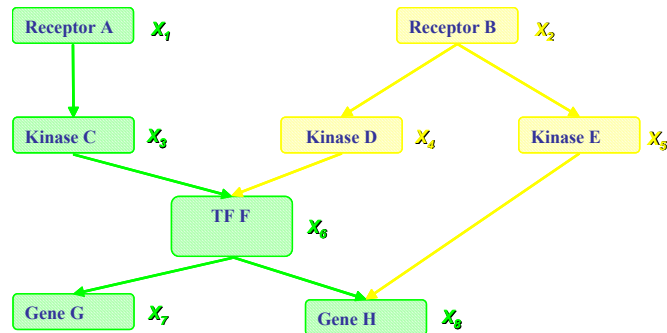 Receptor A X1 Receptor B X2
Kinase C X3 Kinase D X4 Kinase E X5
TF F X6
Gene G X7 Gene H X8